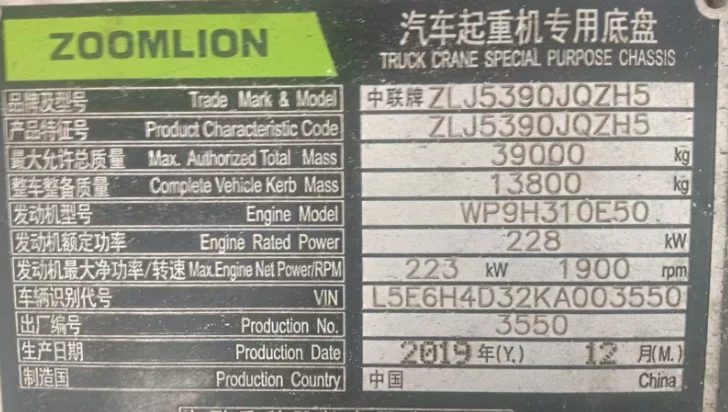 ZOOMLION
汽车起重机专用底盘
TRUCK CRANE SPECIAL PURPOSE CHASSIS
品牌及型号 Trade Mark & Model 中联牌 ZLJ5390JQZH5
产品特征号 Product Characteristic Code ZLJ5390JQZH5
最大允许总质量 Max. Authorized Total Mass 39000 kg
整车整备质量 Complete Vehicle Kerb Mass 13800 kg
发动机型号 Engine Model WP9H310E50
发动机额定功率 Engine Rated Power 228 kW
发动机最大净功率/转速 Max.Engine Net Power/RPM 223 kW 1900 rpm
车辆识别代号 VIN L5E6H4D32KA003550
出厂编号 Production No. 3550
生产日期 Production Date 2019 年(Y.) 12 月(M.)
制造国 Production Country 中国 China